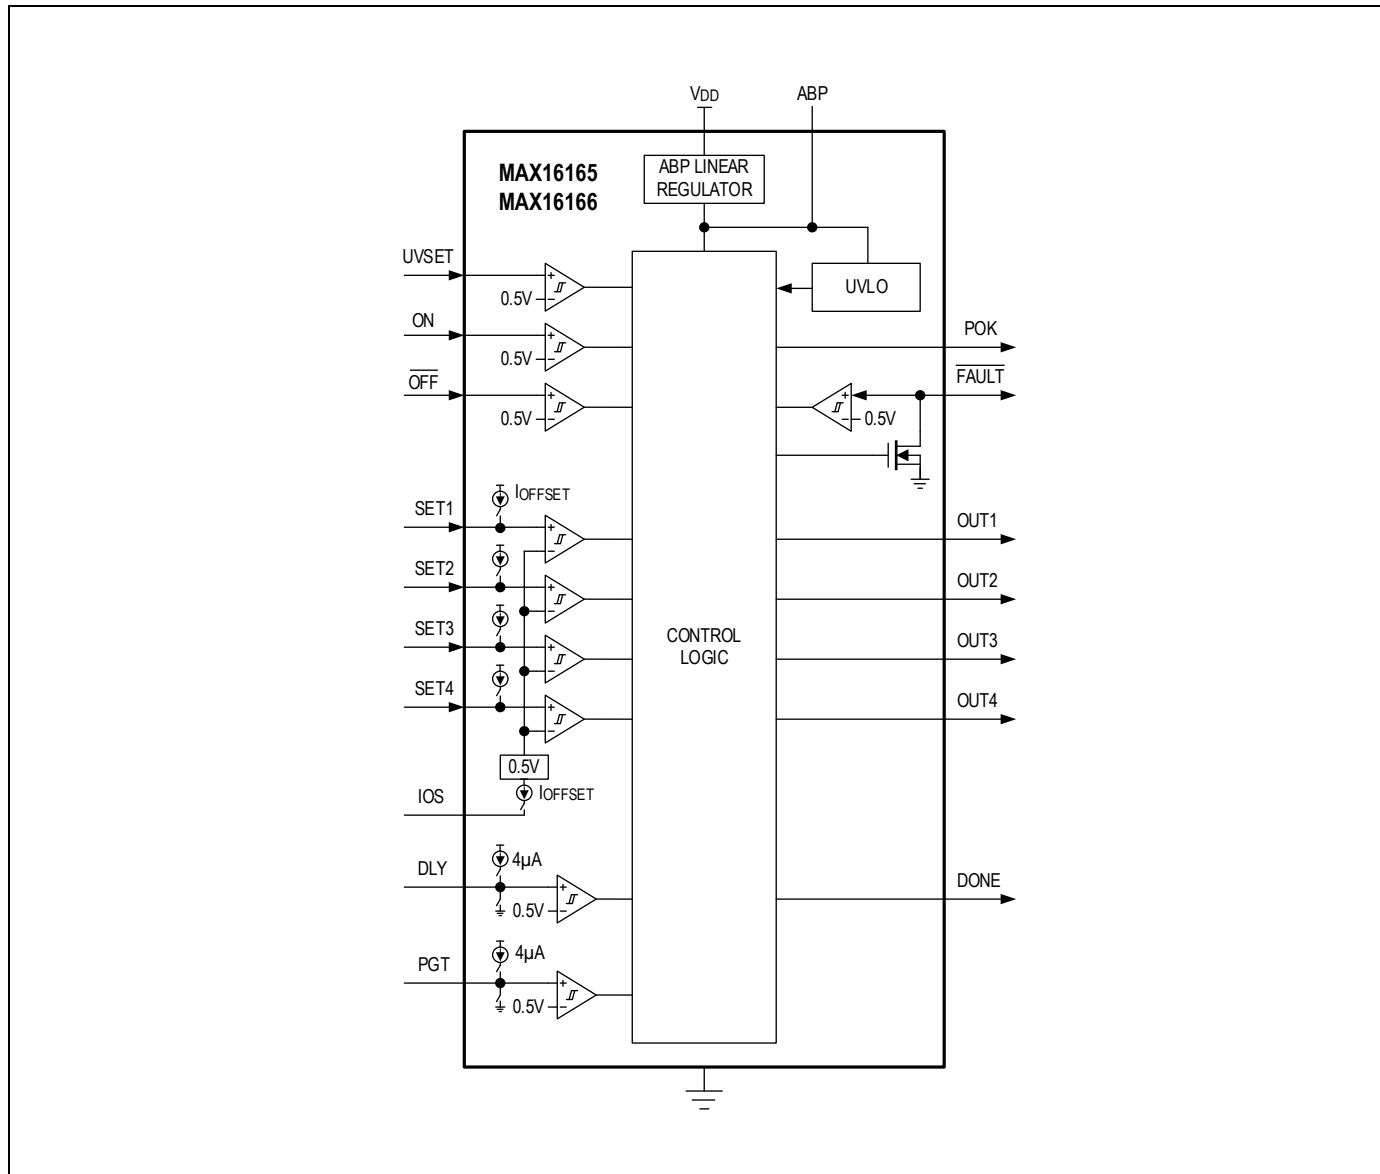 VDD
ABP
MAX16165
MAX16166
ABP LINEAR
REGULATOR
UVSET
+
0.5V
−
UVLO
ON
+
0.5V
−
POK
OFF
+
0.5V
−
FAULT
+
−
0.5V
IOFFSET
SET1
+
−
OUT1
SET2
+
−
OUT2
SET3
+
−
OUT3
CONTROL
LOGIC
SET4
+
−
OUT4
0.5V
IOFFSET
IOS
4µA
DLY
+
0.5V
−
DONE
4µA
PGT
+
0.5V
−